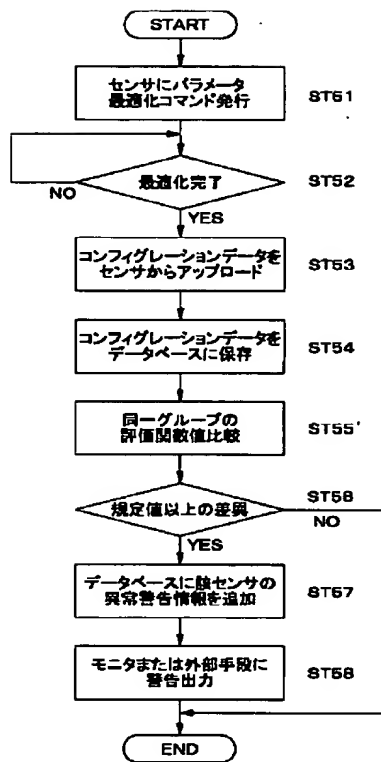 START
センサにパラメータ
最適化コマンド発行
ST51
最適化完了
ST52
NO
YES
コンフィグレーションデータを
センサからアップロード
ST53
コンフィグレーションデータを
データベースに保存
ST54
同一グループの
評価関数値比較
ST55'
規定値以上の差異
ST56
NO
YES
データベースに該センサの
異常警告情報を追加
ST57
モニタまたは外部手段に
警告出力
ST58
END